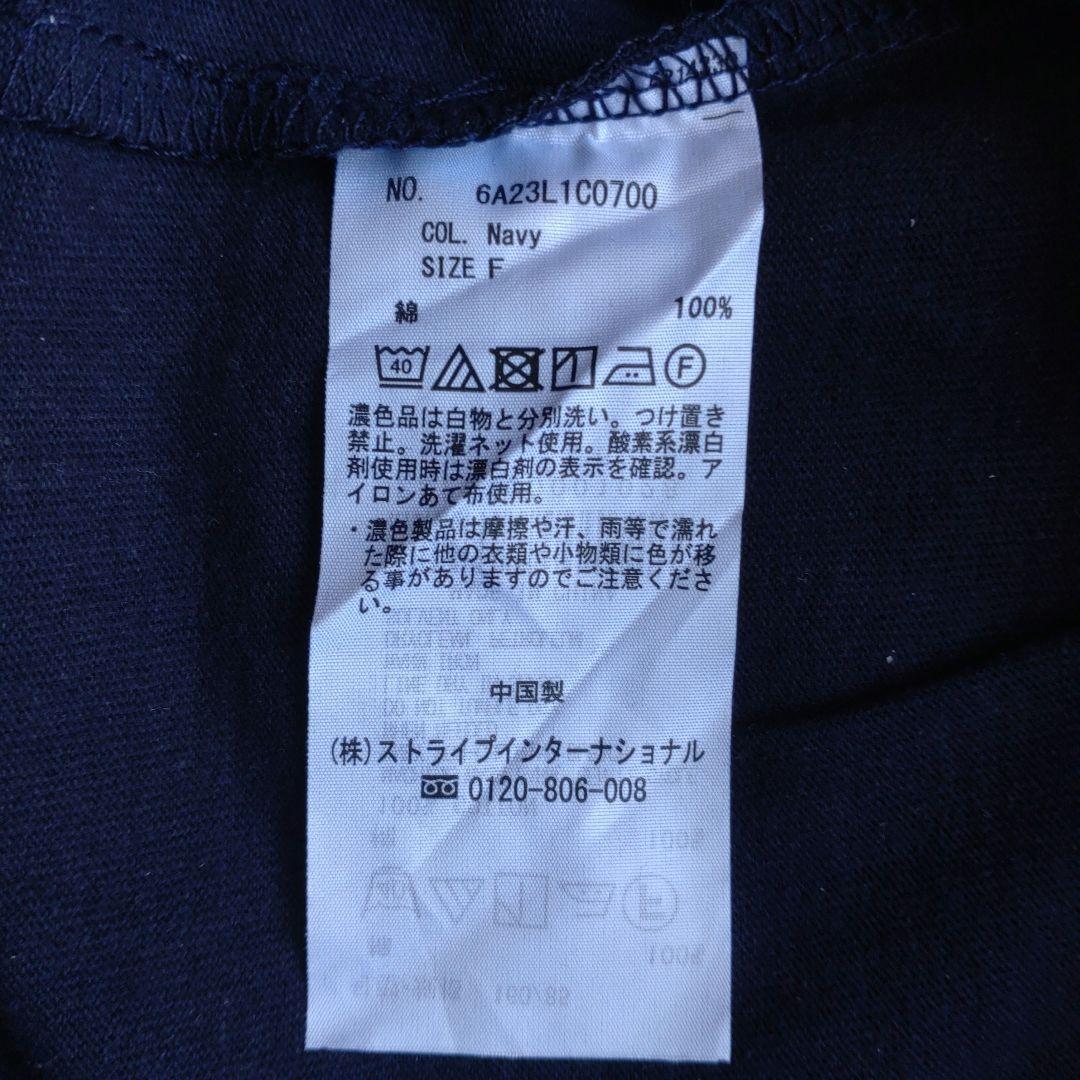 NO. 6A23L1C0700
COL. Navy
SIZE F
綿 100%
40 F
濃色品は白物と分別洗い。つけ置き
禁止。洗濯ネット使用。酸素系漂白
剤使用時は漂白剤の表示を確認。ア
イロンあて布使用。
・濃色製品は摩擦や汗、雨等で濡れ
た際に他の衣類や小物類に色が移
る事がありますのでご注意くださ
い。
中国製
(株)ストライプインターナショナル
0120-806-008